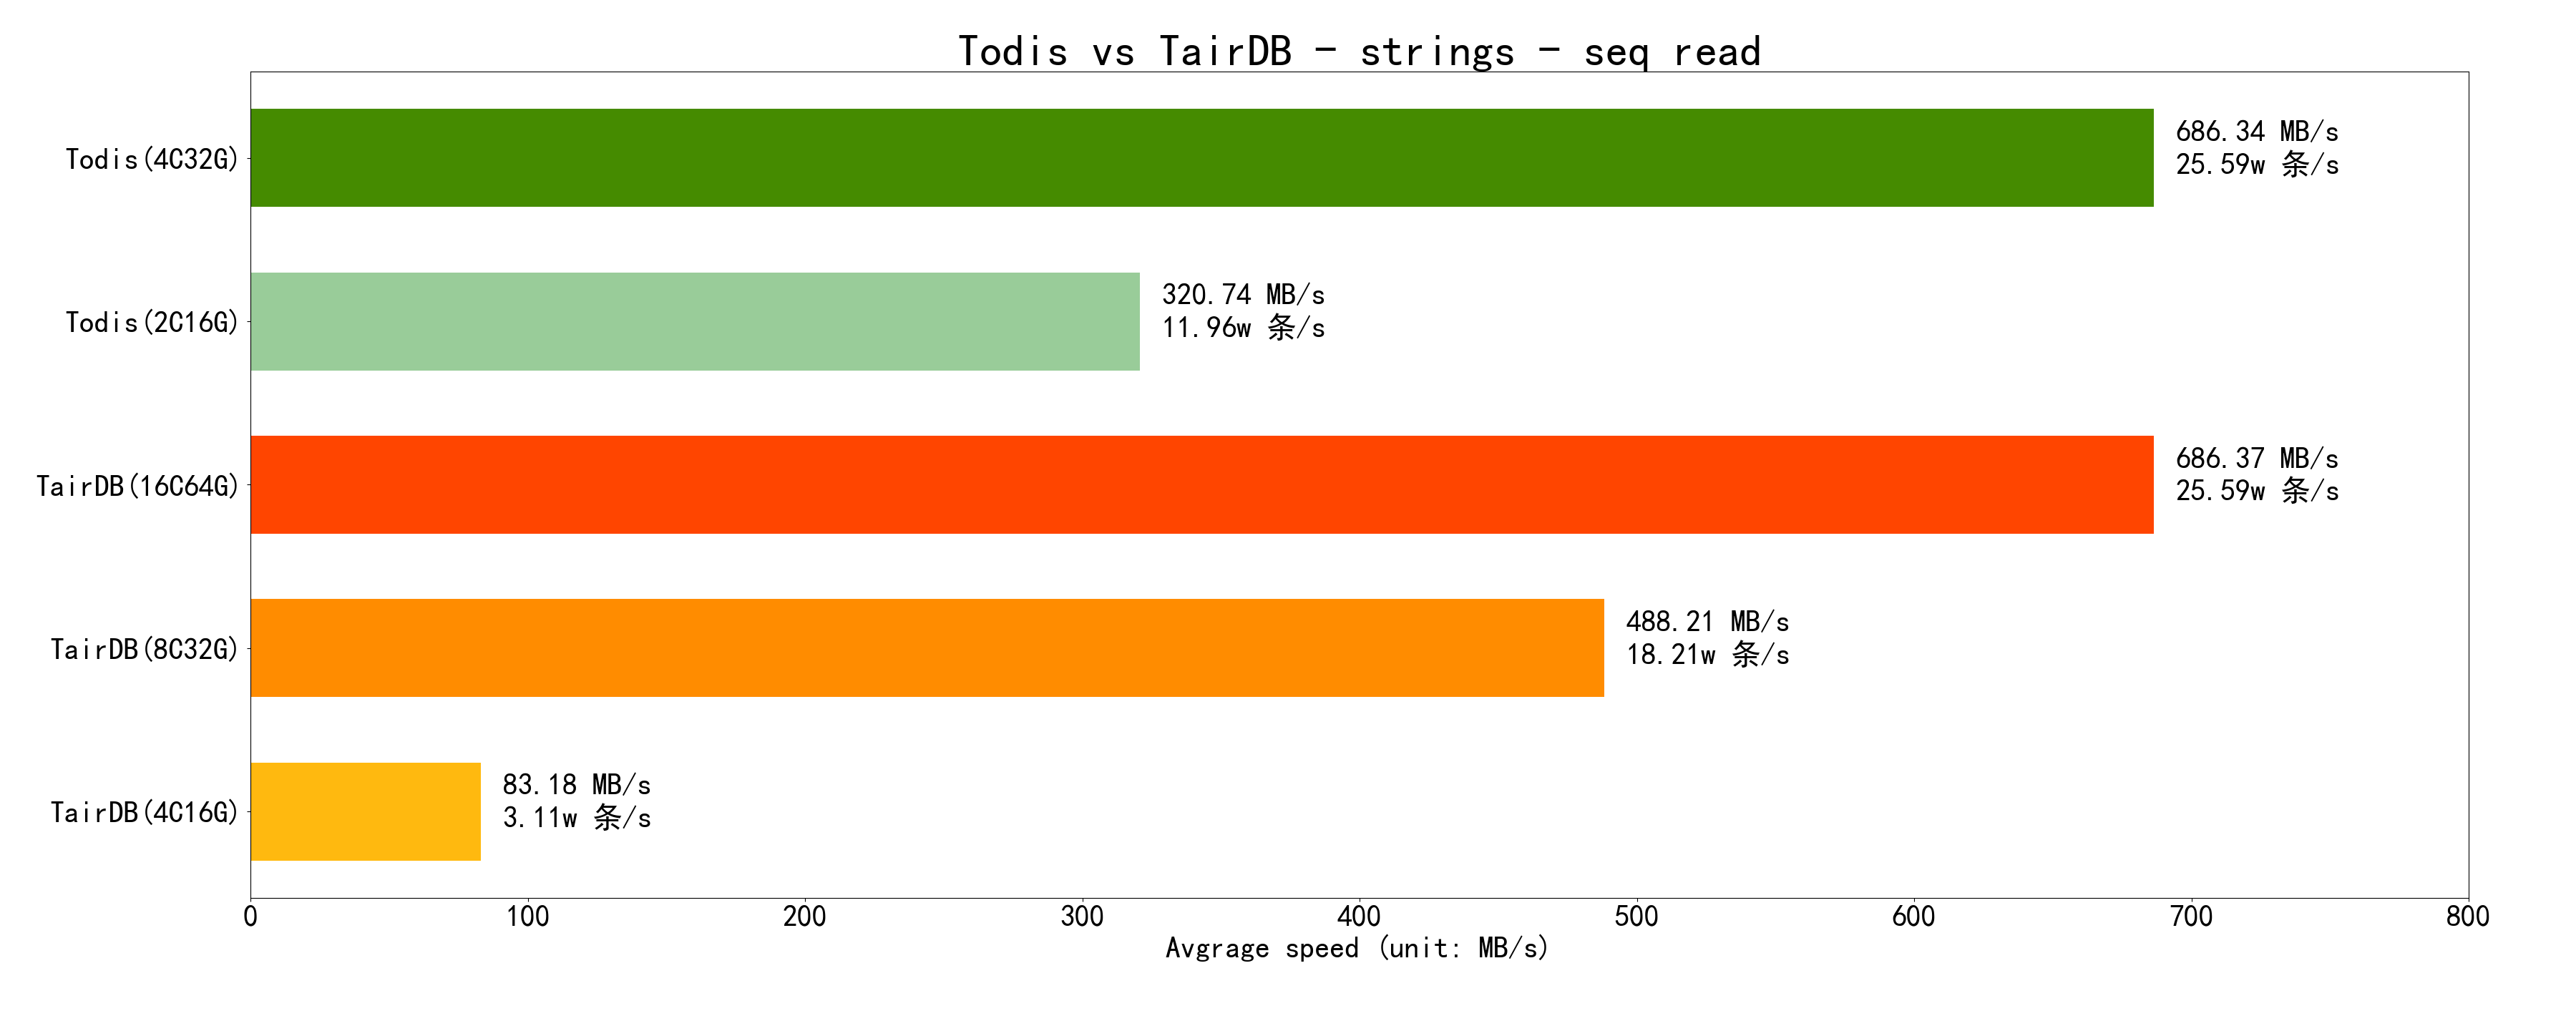 Todis vs TairDB - strings - seq read
Todis(4C32G)
686.34 MB/s
25.59w 条/s
Todis(2C16G)
320.74 MB/s
11.96w 条/s
TairDB(16C64G)
686.37 MB/s
25.59w 条/s
TairDB(8C32G)
488.21 MB/s
18.21w 条/s
TairDB(4C16G)
83.18 MB/s
3.11w 条/s
0 100 200 300 400 500 600 700 800
Avgrage speed (unit: MB/s)